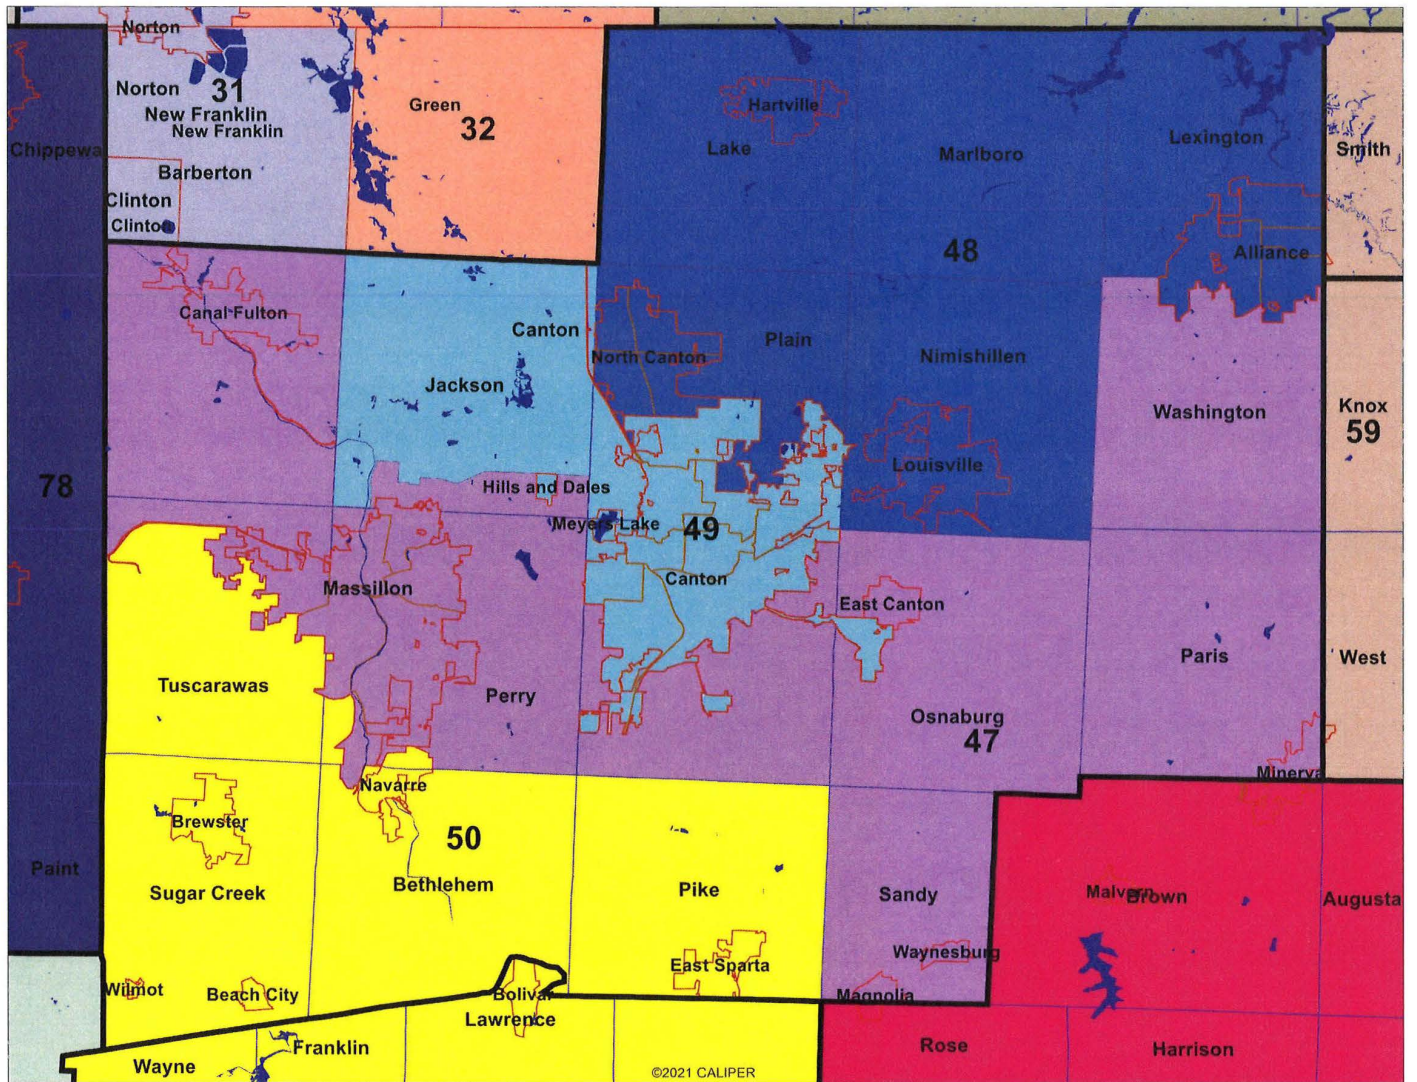 Norton
Norton
31
New Franklin
New Franklin
Green
32
Hartville
Lake
Marlboro
Lexington
Smith
Chippewa
Barberton
Clinton
Clinton
48
Alliance
Canal Fulton
Canton
North Canton
Plain
Nimishillen
Jackson
Washington
Knox
59
78
Hills and Dales
Louisville
Meyers Lake
49
Massillon
Canton
East Canton
Tuscarawas
Perry
Paris
West
Osnaburg
47
Minerva
Navarre
Brewster
50
Paint
Sugar Creek
Bethlehem
Pike
Sandy
Malvern
Brown
Augusta
Waynesburg
East Sparta
Wilmot
Beach City
Bolivar
Magnolia
Lawrence
Franklin
Wayne
Rose
Harrison
©2021 CALIPER